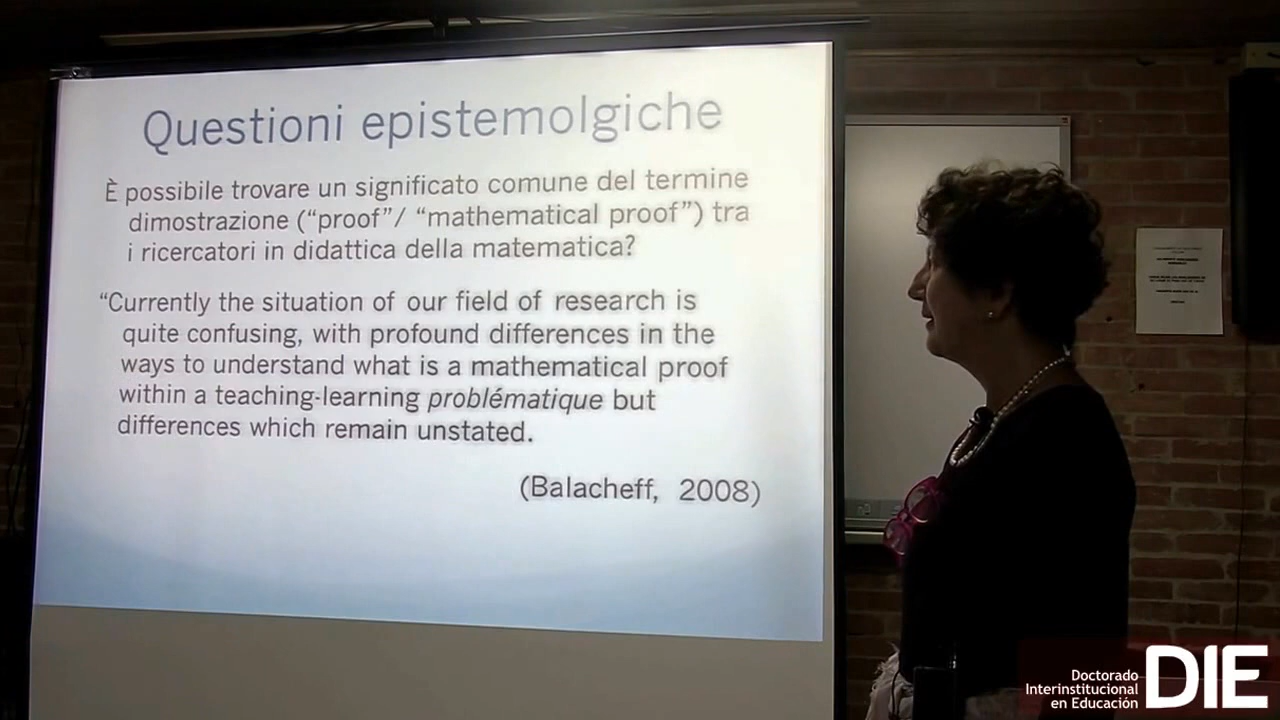 Questioni epistemolgiche
È possibile trovare un significato comune del termine
dimostrazione (“proof”/ “mathematical proof”) tra
i ricercatori in didattica della matematica?
“Currently the situation of our field of research is
quite confusing, with profound differences in the
ways to understand what is a mathematical proof
within a teaching-learning problématique but
differences which remain unstated.
(Balacheff, 2008)
Doctorado
Interinstitucional
en Educación
DIE